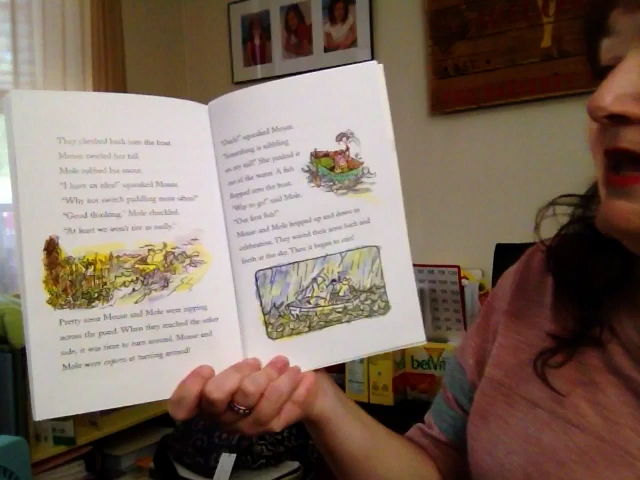 They climbed back into the boat.
Mouse twirled her tail.
Mole rubbed his snout.
"I have an idea!" squeaked Mouse.
"Why not switch paddling more often?"
"Good thinking," Mole chuckled.
"At least we won't rot as easily."
Pretty soon Mouse and Mole were zipping
across the pond. When they reached the other
side, it was time to turn around. Mouse and
Mole were experts at turning around!
"Ouch!" squeaked Mouse.
"Something is nibbling
on my tail!" She yanked it
out of the water. A fish
flopped into the boat.
"Way to go!" said Mole.
"Our first fish!"
Mouse and Mole hopped up and down in
celebration. They waved their arms back and
forth at the sky. Then it began to rain!
belVi